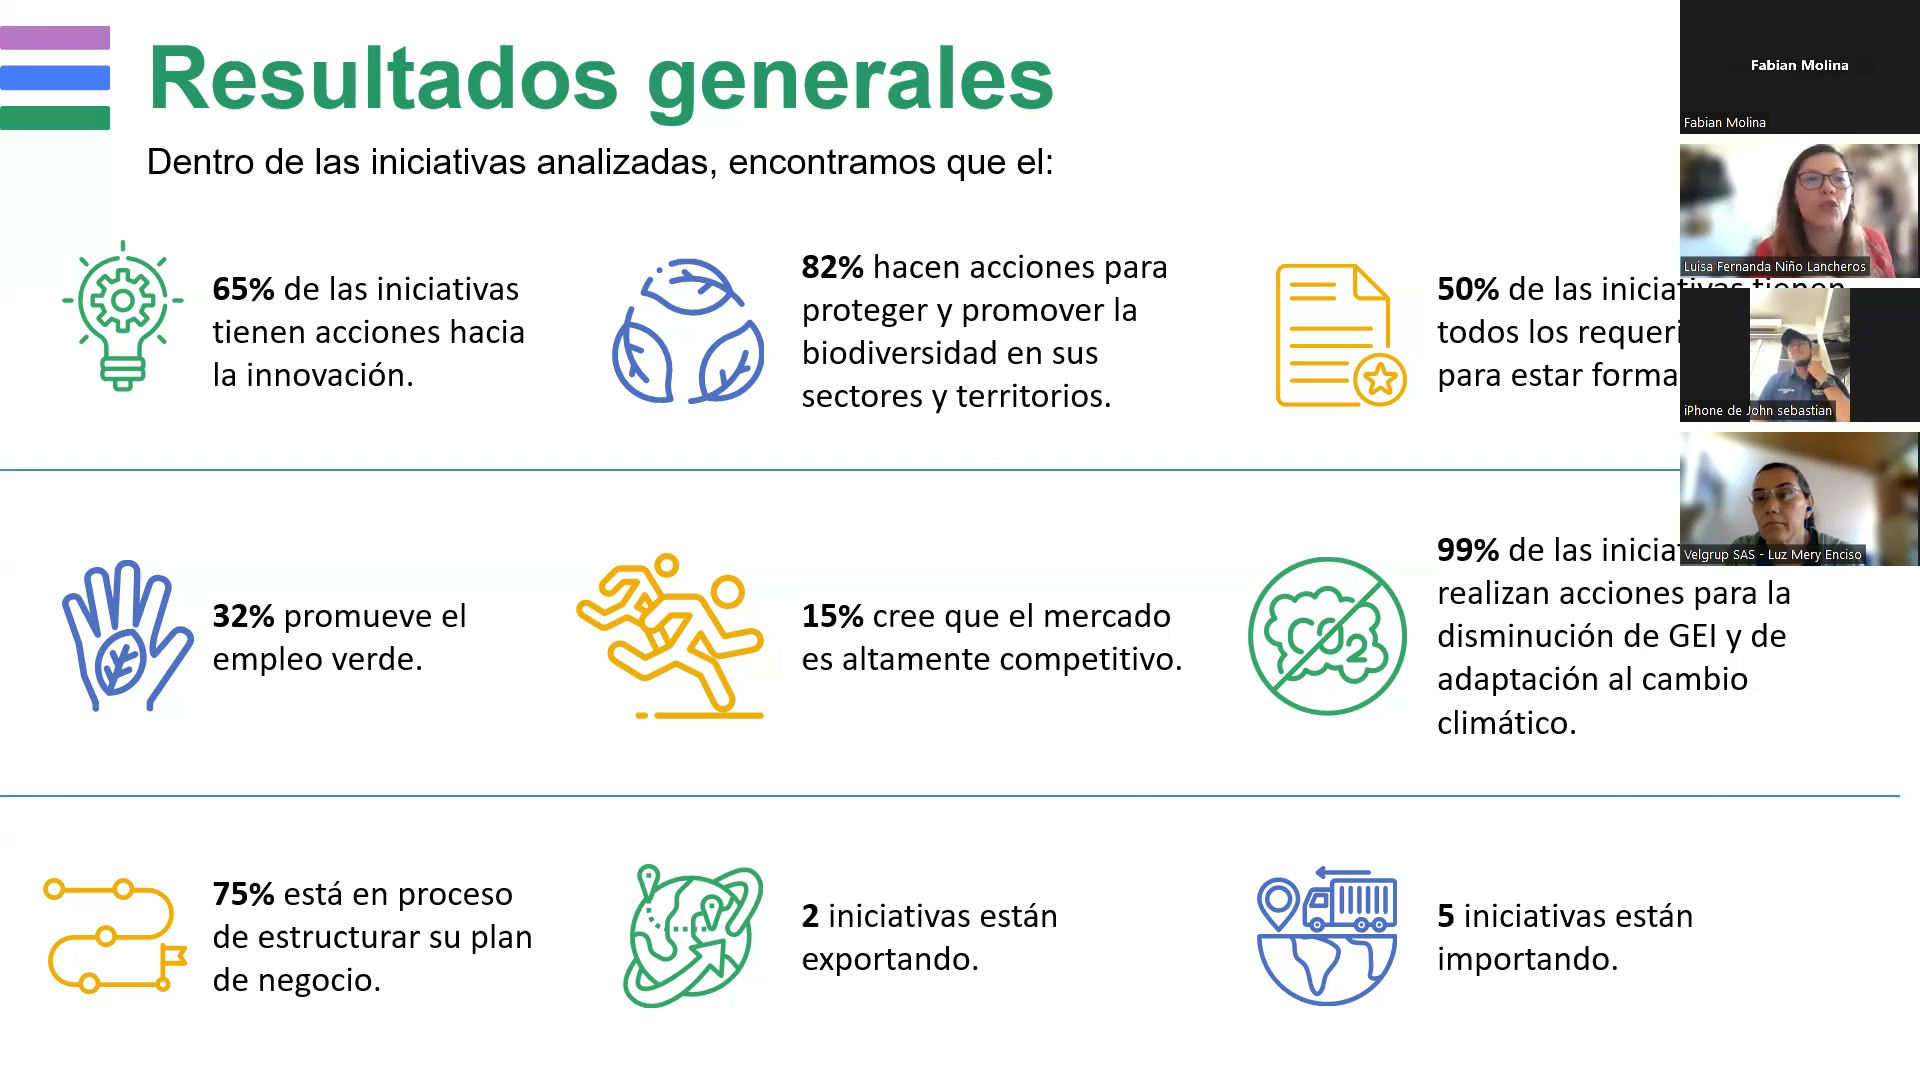 Resultados generales
Dentro de las iniciativas analizadas, encontramos que el:
65% de las iniciativas
tienen acciones hacia
la innovación.
82% hacen acciones para
proteger y promover la
biodiversidad en sus
sectores y territorios.
50% de las iniciativas tienen
todos los requeri
para estar forma
32% promueve el
empleo verde.
15% cree que el mercado
es altamente competitivo.
CO2
99% de las inicia
realizan acciones para la
disminución de GEI y de
adaptación al cambio
climático.
75% está en proceso
de estructurar su plan
de negocio.
2 iniciativas están
exportando.
5 iniciativas están
importando.
Fabian Molina
Fabian Molina
Luisa Fernanda Niño Lancheros
iPhone de John sebastian
Velgrup SAS - Luz Mery Enciso